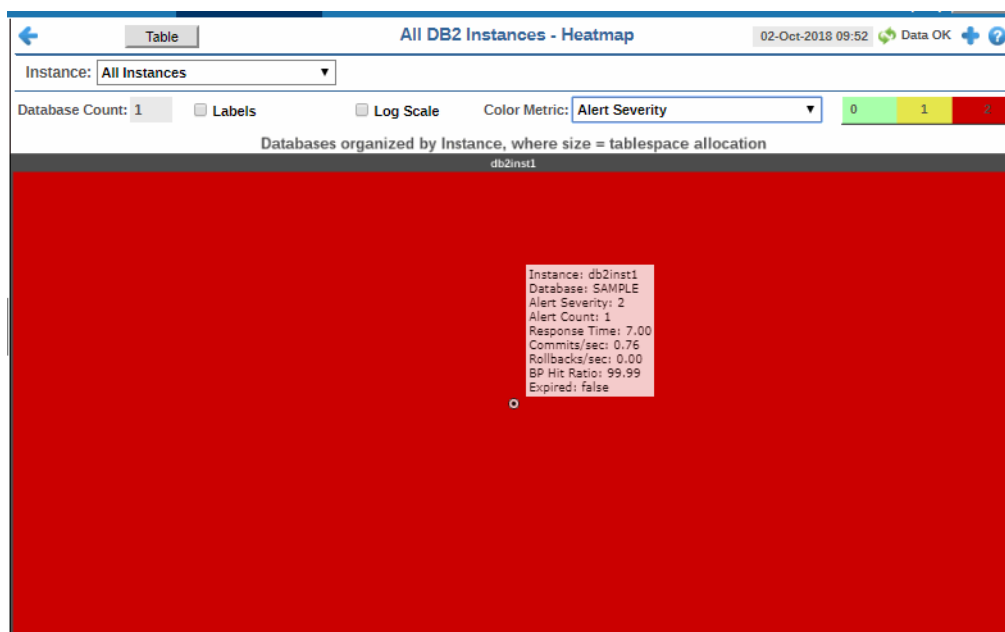 Table All DB2 Instances - Heatmap 02-Oct-2018 09:52 Data OK
Instance: All Instances
Database Count: 1 Labels Log Scale Color Metric: Alert Severity 0 1 2
Databases organized by Instance, where size = tablespace allocation
db2inst1
Instance: db2inst1
Database: SAMPLE
Alert Severity: 2
Alert Count: 1
Response Time: 7.00
Commits/sec: 0.76
Rollbacks/sec: 0.00
BP Hit Ratio: 99.99
Expired: false